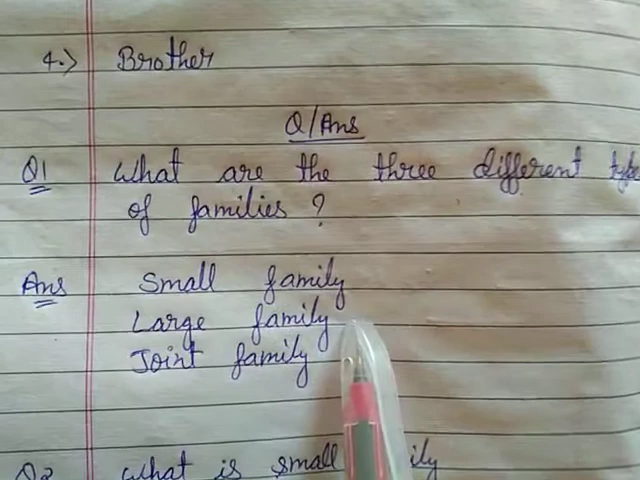 4.> Brother
Q/Ans
Q1 What are the three different
of families ?
Ans Small family
Large family
Joint family
Q2 What is small